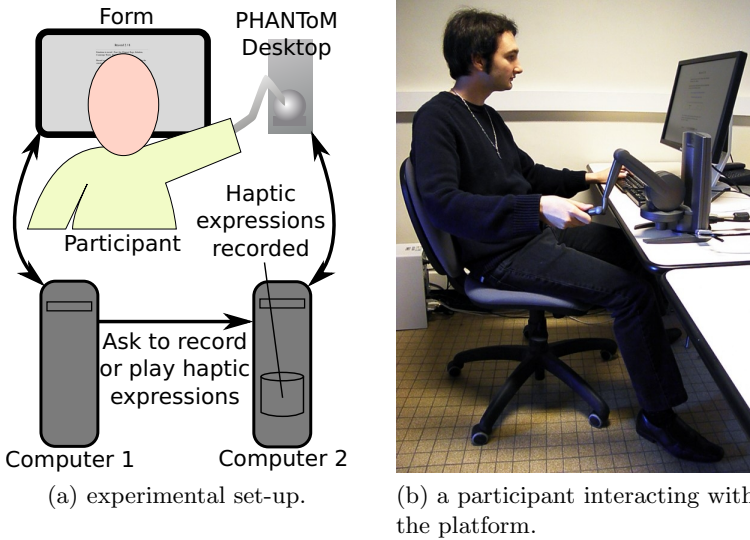 Form
PHANToM
Desktop
Participant
Haptic
expressions
recorded
Ask to record
or play haptic
expressions
Computer 1
Computer 2
(a) experimental set-up.
(b) a participant interacting with
the platform.